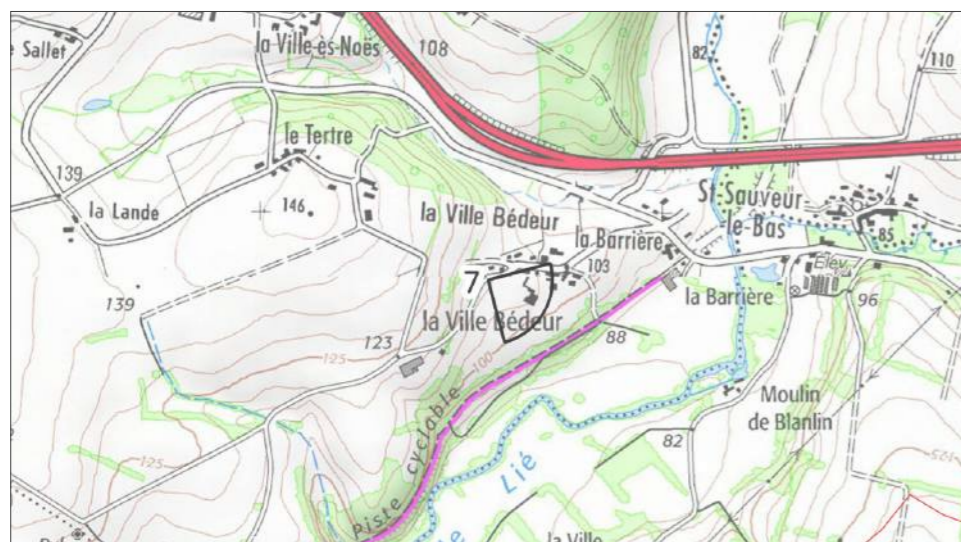 Sallet
la Ville-ès-Noës
108
82
110
le Tertre
139
la Lande
146
la Ville Bédeur
St Sauveur
le-Bas
la Barrière
85
103
Elev
7
139
la Barrière
96
la Ville Bédeur
88
123
125
100
Piste cyclable
Moulin
de Blanlin
82
Lié
125
125
la Ville